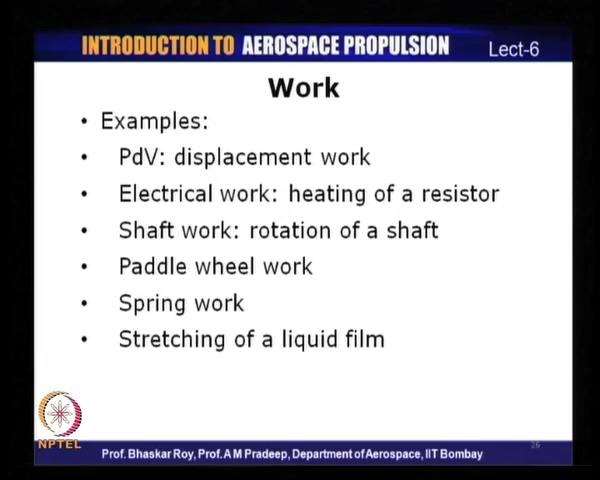 INTRODUCTION TO AEROSPACE PROPULSION Lect-6
Work
• Examples:
• PdV: displacement work
• Electrical work: heating of a resistor
• Shaft work: rotation of a shaft
• Paddle wheel work
• Spring work
• Stretching of a liquid film
NPTEL
26
Prof. Bhaskar Roy, Prof. A M Pradeep, Department of Aerospace, IIT Bombay